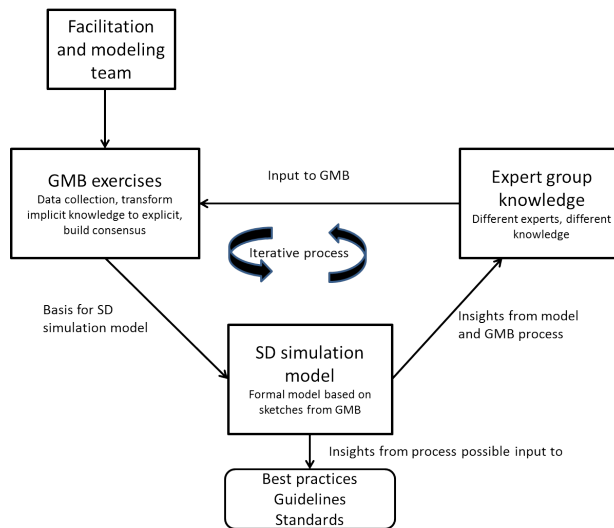 Facilitation
and modeling
team
GMB exercises
Data collection, transform
implicit knowledge to explicit,
build consensus
Input to GMB
Expert group
knowledge
Different experts, different
knowledge
Iterative process
Basis for SD
simulation model
SD simulation
model
Formal model based on
sketches from GMB
Insights from model
and GMB process
Insights from process possible input to
Best practices
Guidelines
Standards